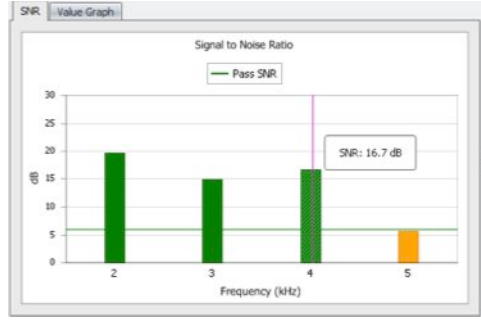 SNR Value Graph
Signal to Noise Ratio
Pass SNR
30
25
20
15
10
5
0
dB
SNR: 16.7 dB
2 3 4 5
Frequency (kHz)